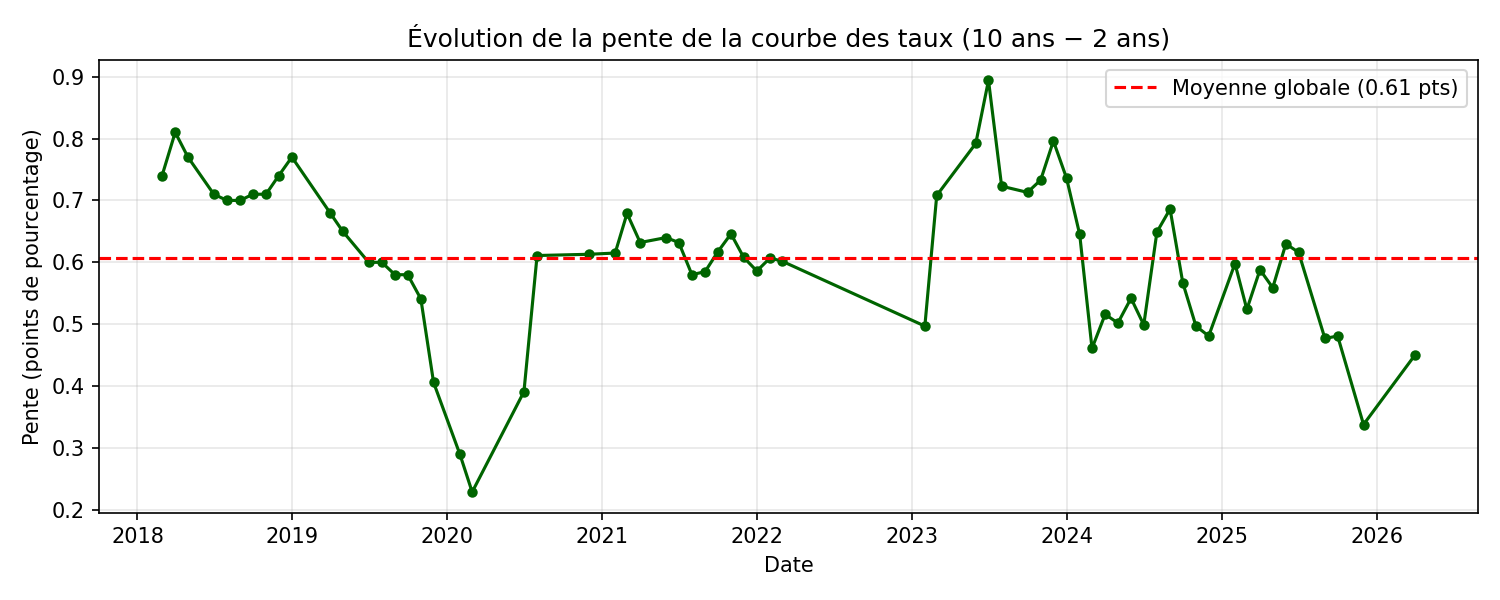 Évolution de la pente de la courbe des taux (10 ans − 2 ans)
Moyenne globale (0.61 pts)
Pente (points de pourcentage)
0.9
0.8
0.7
0.6
0.5
0.4
0.3
0.2
2018 2019 2020 2021 2022 2023 2024 2025 2026
Date